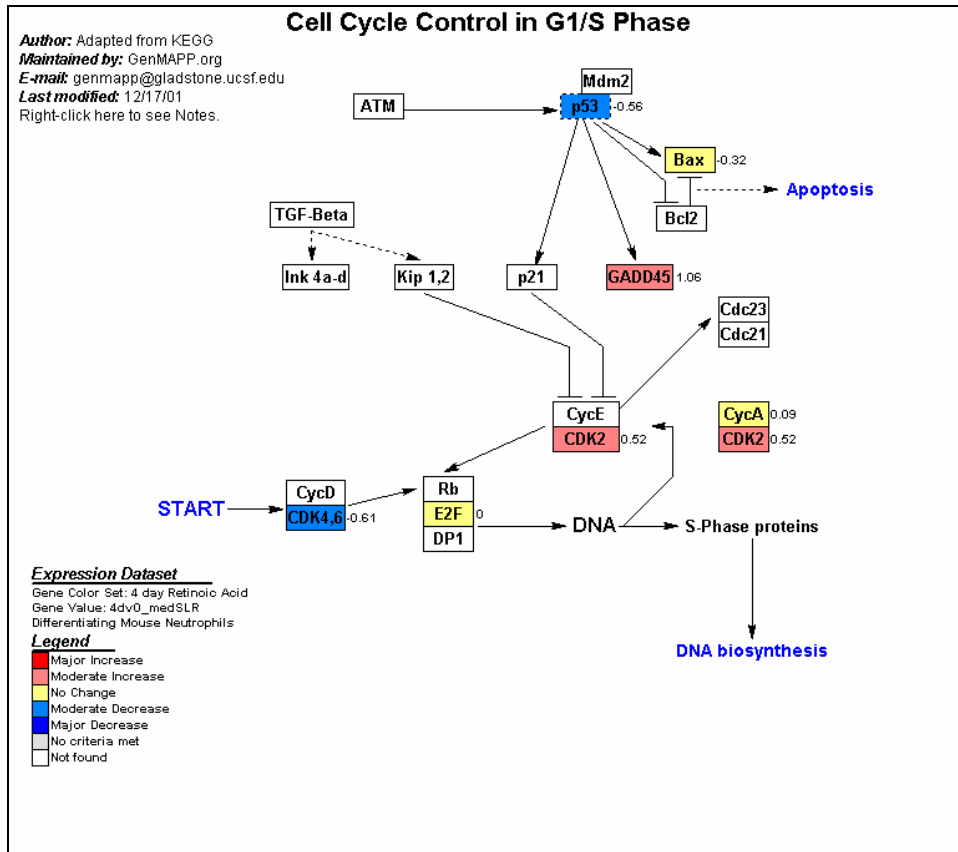 Cell Cycle Control in G1/S Phase
Author: Adapted from KEGG
Maintained by: GenMAPP.org
E-mail: genmapp@gladstone.ucsf.edu
Last modified: 12/17/01
Right-click here to see Notes.
Mdm2
ATM
p53 -0.56
Bax -0.32
Apoptosis
Bcl2
TGF-Beta
Ink 4a-d
Kip 1,2
p21
GADD45 1.06
Cdc23
Cdc21
CycE
CDK2 0.52
CycA 0.09
CDK2 0.52
START
CycD
CDK4,6 -0.61
Rb
E2F 0
DP1
DNA
S-Phase proteins
DNA biosynthesis
Expression Dataset
Gene Color Set: 4 day Retinoic Acid
Gene Value: 4dv0_medSLR
Differentiating Mouse Neutrophils
Legend
Major Increase
Moderate Increase
No Change
Moderate Decrease
Major Decrease
No criteria met
Not found